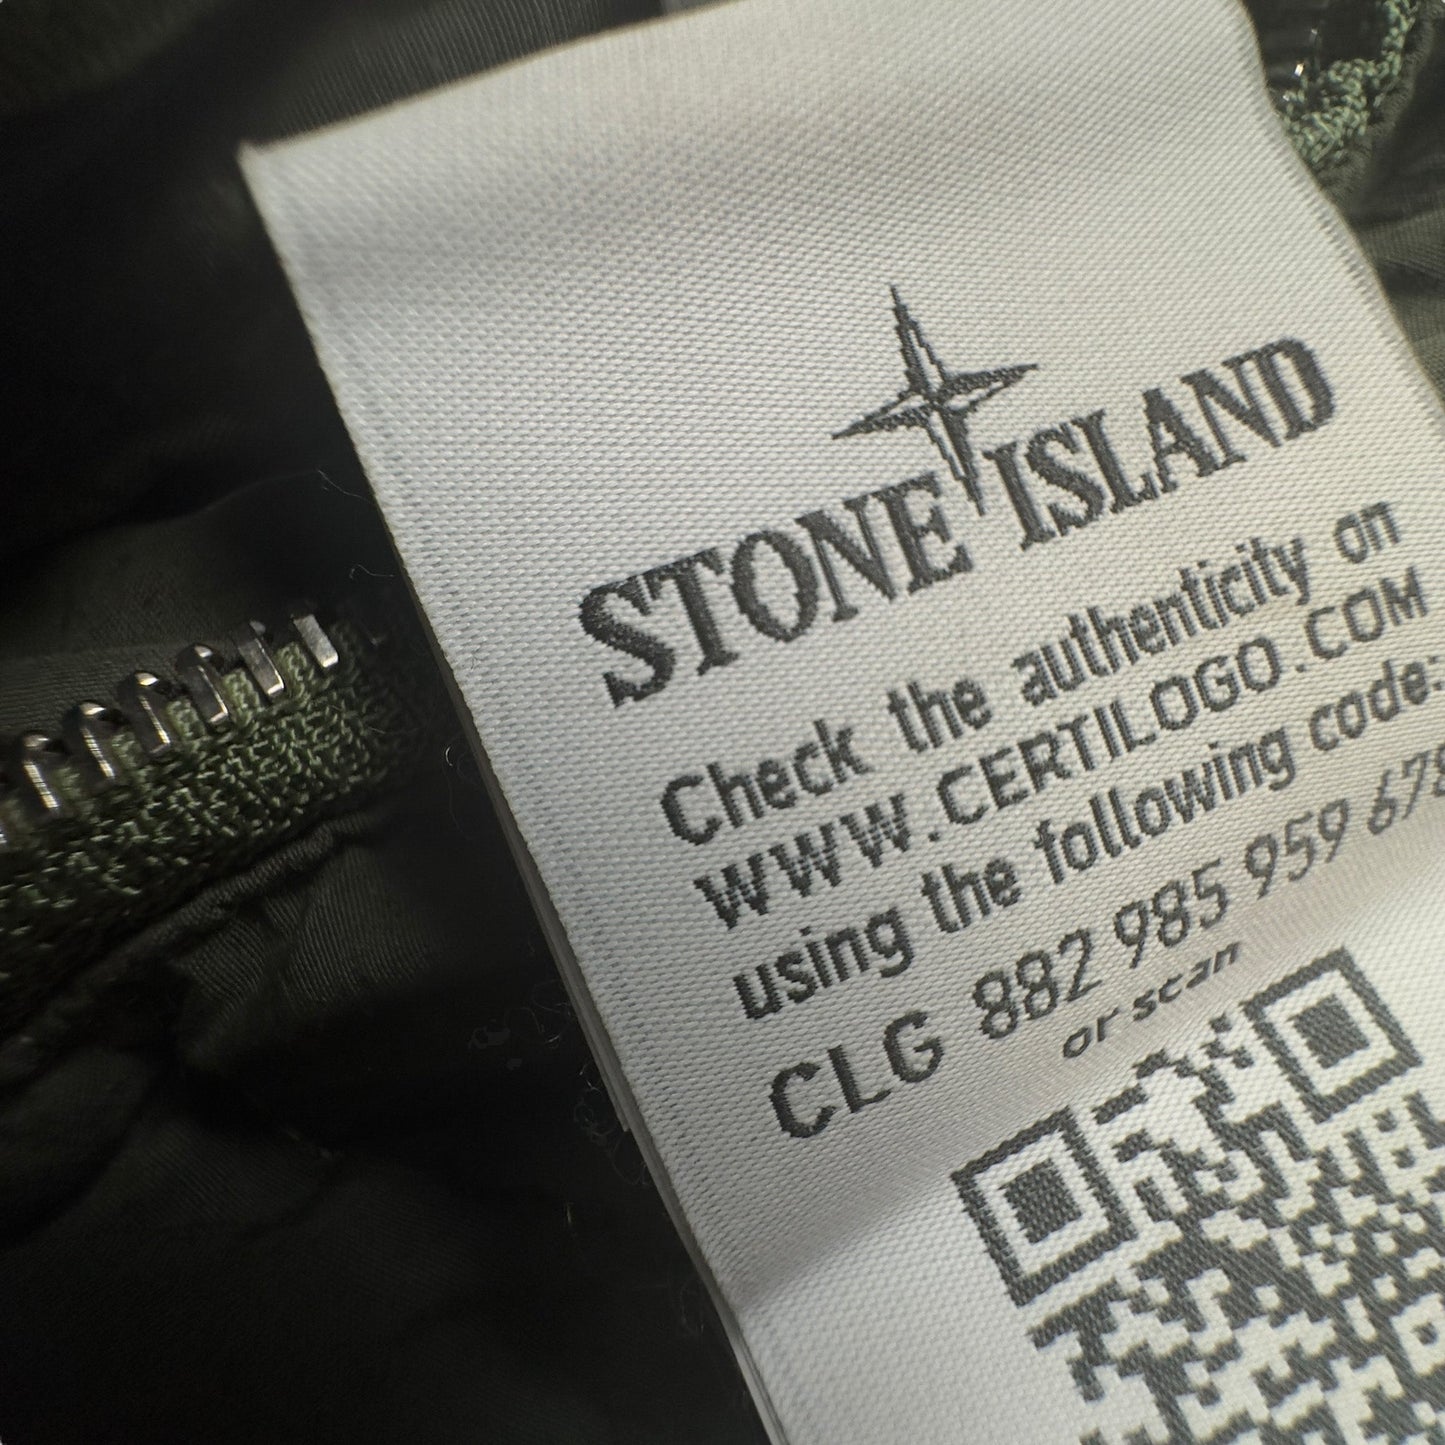 STONE ISLAND
Check the authenticity on
WWW.CERTILOGO.COM
using the following code:
CLG 882 985 959 678
or scan